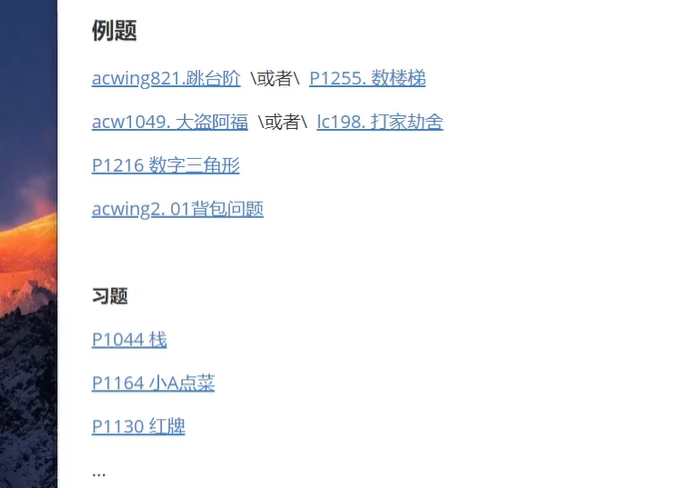 例题
acwing821.跳台阶 \或者\ P1255. 数楼梯
acw1049. 大盗阿福 \或者\ lc198. 打家劫舍
P1216 数字三角形
acwing2. 01背包问题
习题
P1044 栈
P1164 小A点菜
P1130 红牌
...